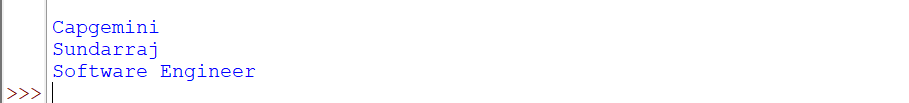 Capgemini
Sundarraj
Software Engineer
>>>